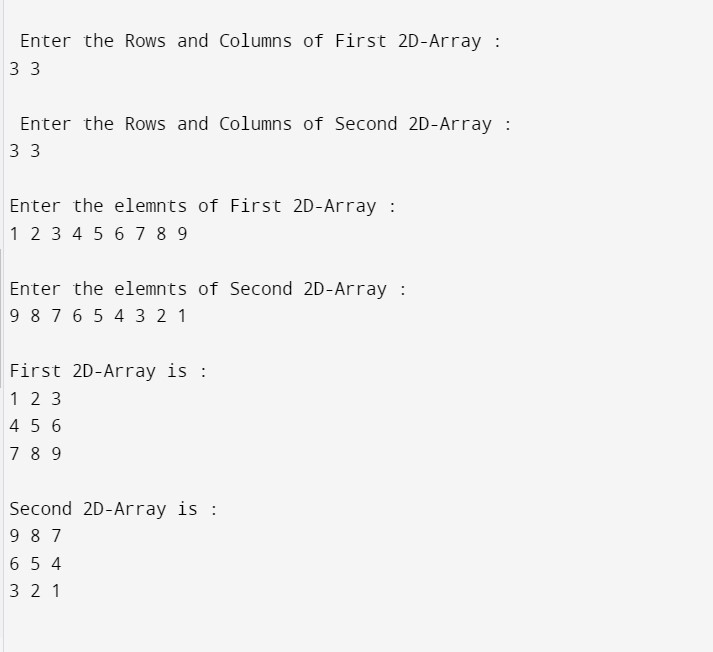 Enter the Rows and Columns of First 2D-Array :
3 3
Enter the Rows and Columns of Second 2D-Array :
3 3
Enter the elemnts of First 2D-Array :
1 2 3 4 5 6 7 8 9
Enter the elemnts of Second 2D-Array :
9 8 7 6 5 4 3 2 1
First 2D-Array is :
1 2 3
4 5 6
7 8 9
Second 2D-Array is :
9 8 7
6 5 4
3 2 1